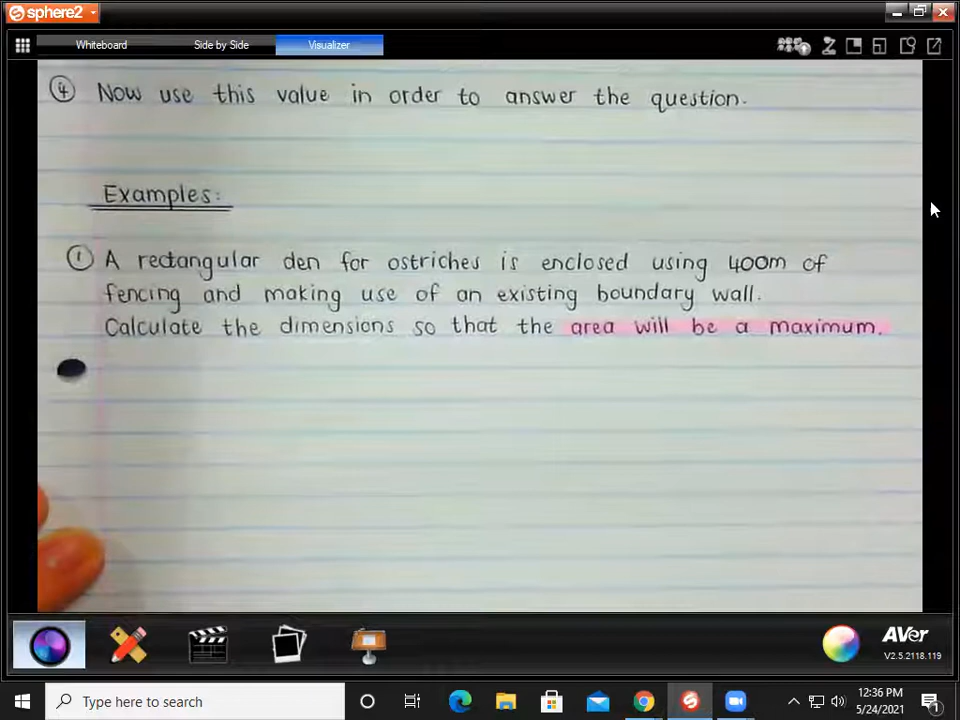 sphere2
Whiteboard Side by Side Visualizer
④ Now use this value in order to answer the question.
Examples:
① A rectangular den for ostriches is enclosed using 400m of
fencing and making use of an existing boundary wall.
Calculate the dimensions so that the area will be a maximum.
AVer
V2.5.2118.119
Type here to search
12:36 PM
5/24/2021
1